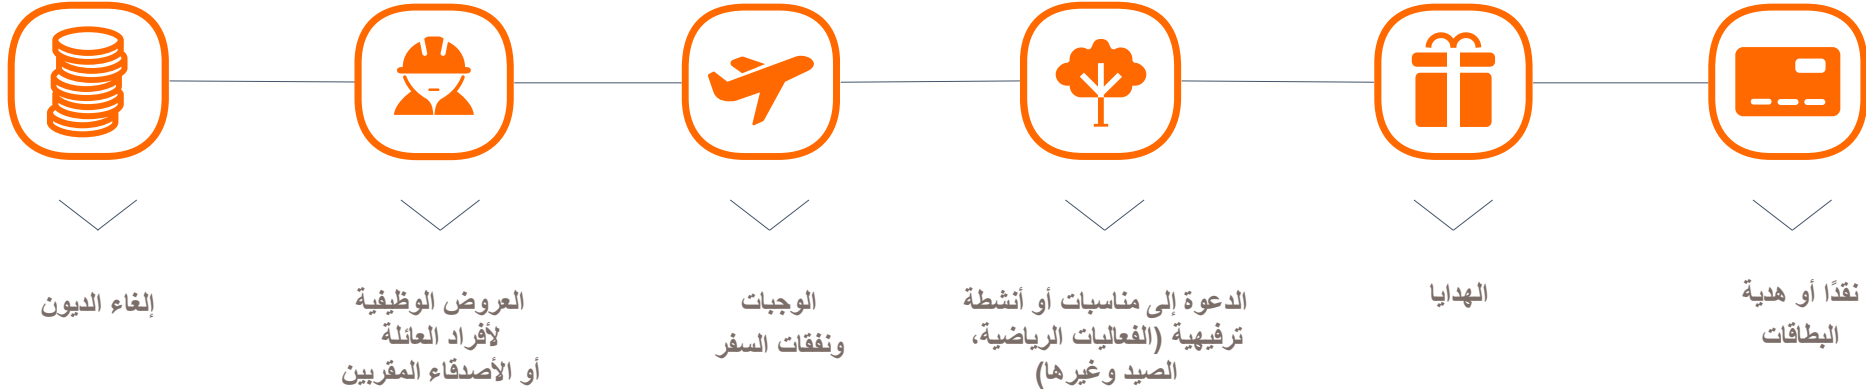 نقدًا أو هدية
البطاقات
الهدايا
الدعوة إلى مناسبات أو أنشطة
ترفيهية (الفعاليات الرياضية،
الصيد وغيرها)
الوجبات
ونفقات السفر
العروض الوظيفية
لأفراد العائلة
أو الأصدقاء المقربين
إلغاء الديون